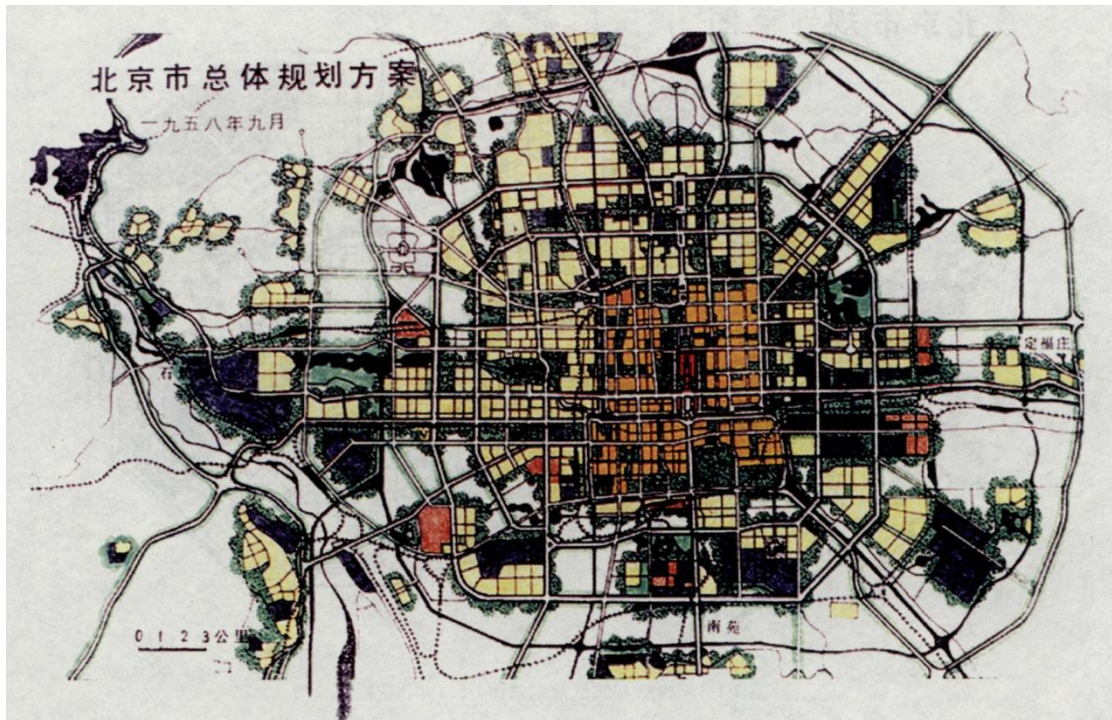 北京市总体规划方案
一九五八年九月
定福庄
石
南苑
0 1 2 3公里